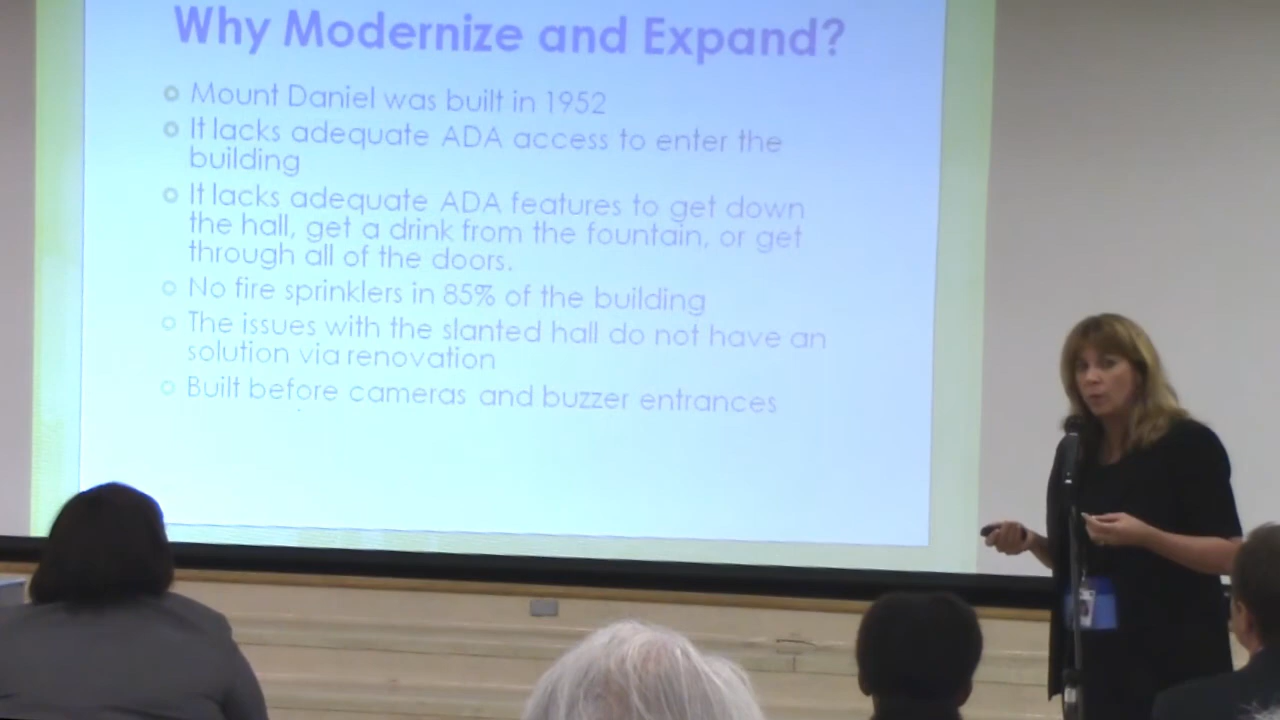 Why Modernize and Expand?
Mount Daniel was built in 1952
It lacks adequate ADA access to enter the
building
It lacks adequate ADA features to get down
the hall, get a drink from the fountain, or get
through all of the doors.
No fire sprinklers in 85% of the building
The issues with the slanted hall do not have an
solution via renovation
Built before cameras and buzzer entrances